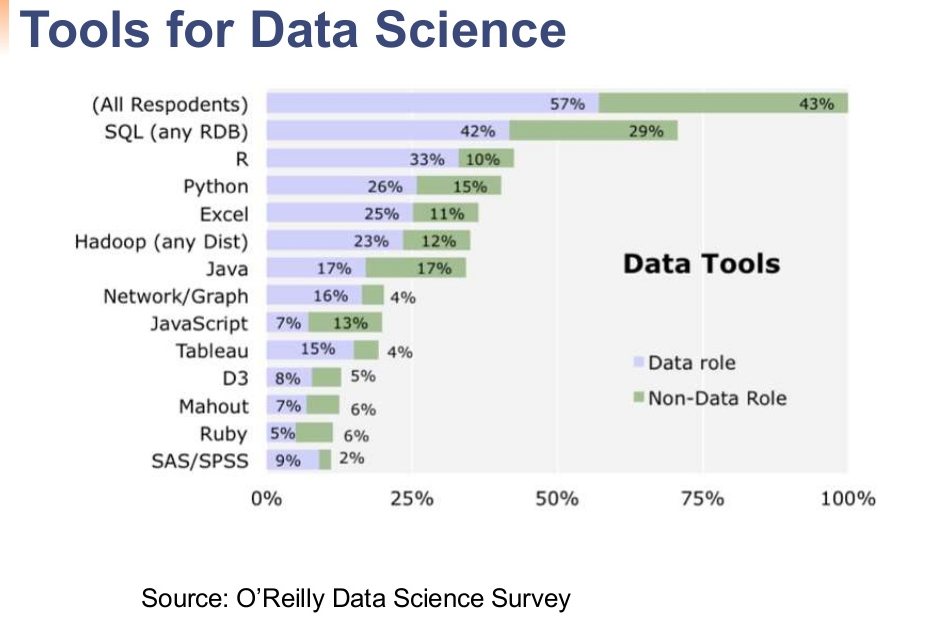 Tools for Data Science
(All Respodents) 57% 43%
SQL (any RDB) 42% 29%
R 33% 10%
Python 26% 15%
Excel 25% 11%
Hadoop (any Dist) 23% 12%
Java 17% 17%
Network/Graph 16% 4%
JavaScript 7% 13%
Tableau 15% 4%
D3 8% 5%
Mahout 7% 6%
Ruby 5% 6%
SAS/SPSS 9% 2%
Data Tools
Data role
Non-Data Role
0% 25% 50% 75% 100%
Source: O’Reilly Data Science Survey